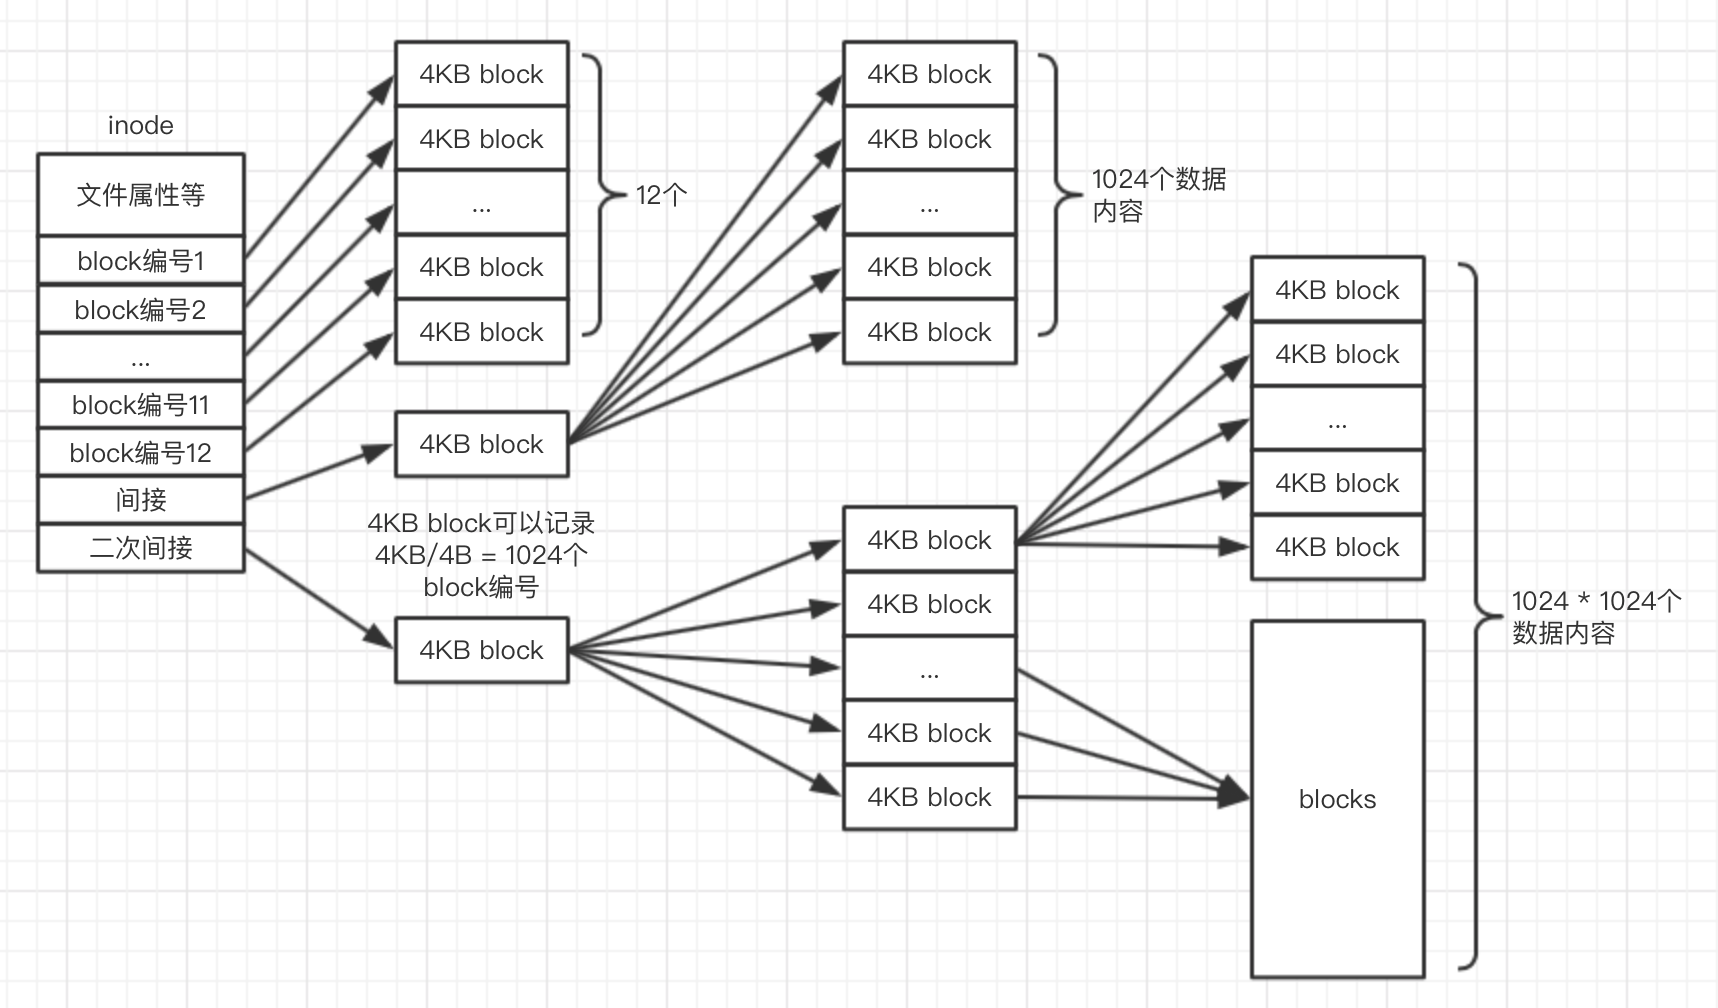 inode
文件属性等
block编号1
block编号2
...
block编号11
block编号12
间接
二次间接
4KB block
4KB block
...
4KB block
4KB block
12个
4KB block
4KB block可以记录
4KB/4B = 1024个
block编号
4KB block
4KB block
4KB block
...
4KB block
4KB block
1024个数据
内容
4KB block
4KB block
...
4KB block
4KB block
4KB block
4KB block
...
4KB block
4KB block
blocks
1024 * 1024个
数据内容